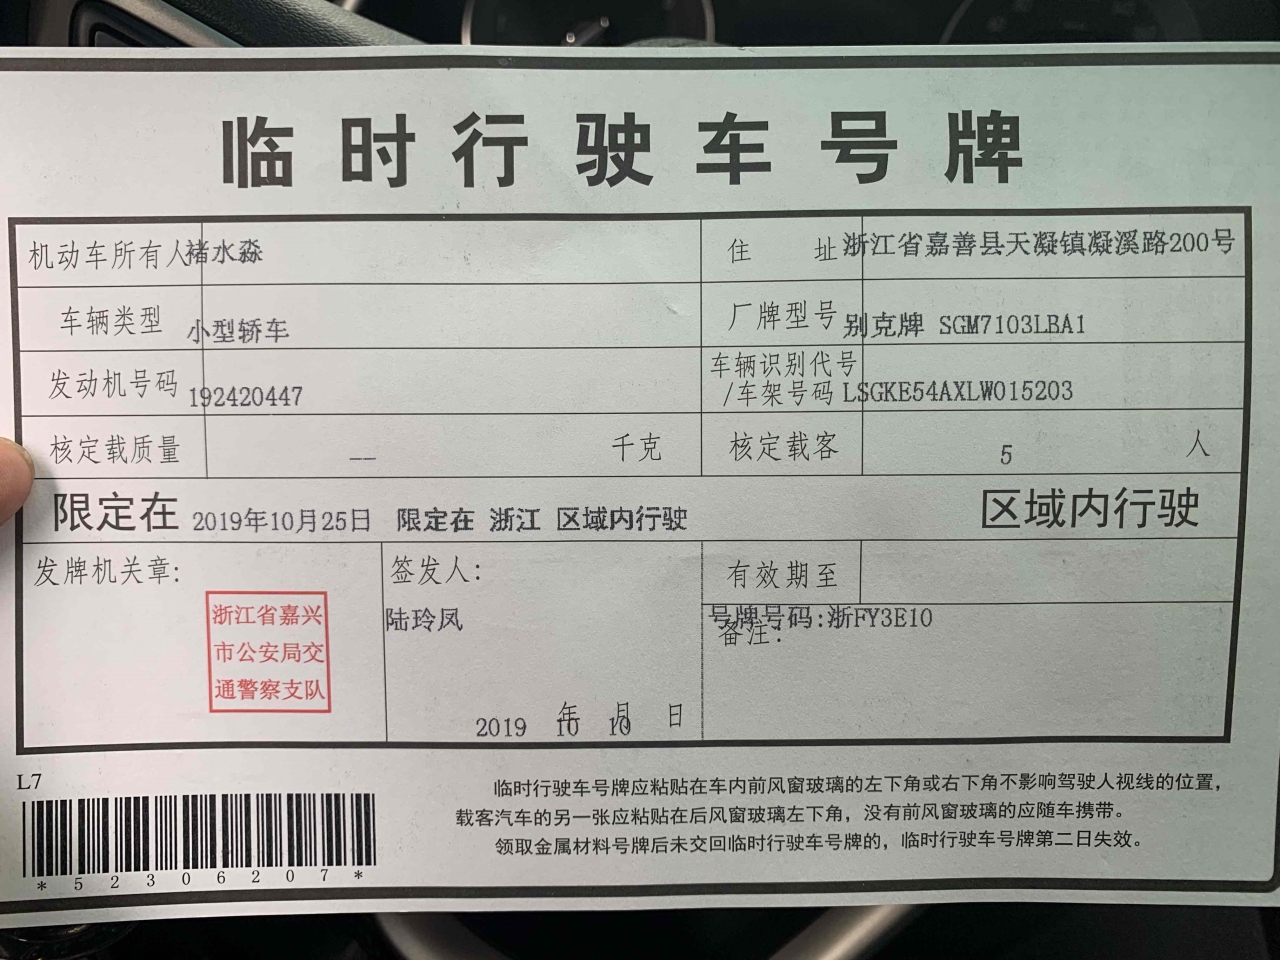 临时行驶车号牌
机动车所有人 褚水淼 住址 浙江省嘉善县天凝镇凝溪路200号
车辆类型 小型轿车 厂牌型号 别克牌 SGM7103LBA1
发动机号码 192420447 车辆识别代号/车架号码 LSGKE54AXLW015203
核定载质量 __ 千克 核定载客 5 人
限定在 2019年10月25日 限定在 浙江 区域内行驶 区域内行驶
发牌机关章:
浙江省嘉兴
市公安局交
通警察支队
签发人:
陆玲凤
2019 年 10 月 10 日
有效期至
号牌号码:浙FY3E10
备注:
L7
*52306207*
临时行驶车号牌应粘贴在车内前风窗玻璃的左下角或右下角不影响驾驶人视线的位置，
载客汽车的另一张应粘贴在后风窗玻璃左下角，没有前风窗玻璃的应随车携带。
领取金属材料号牌后未交回临时行驶车号牌的，临时行驶车号牌第二日失效。